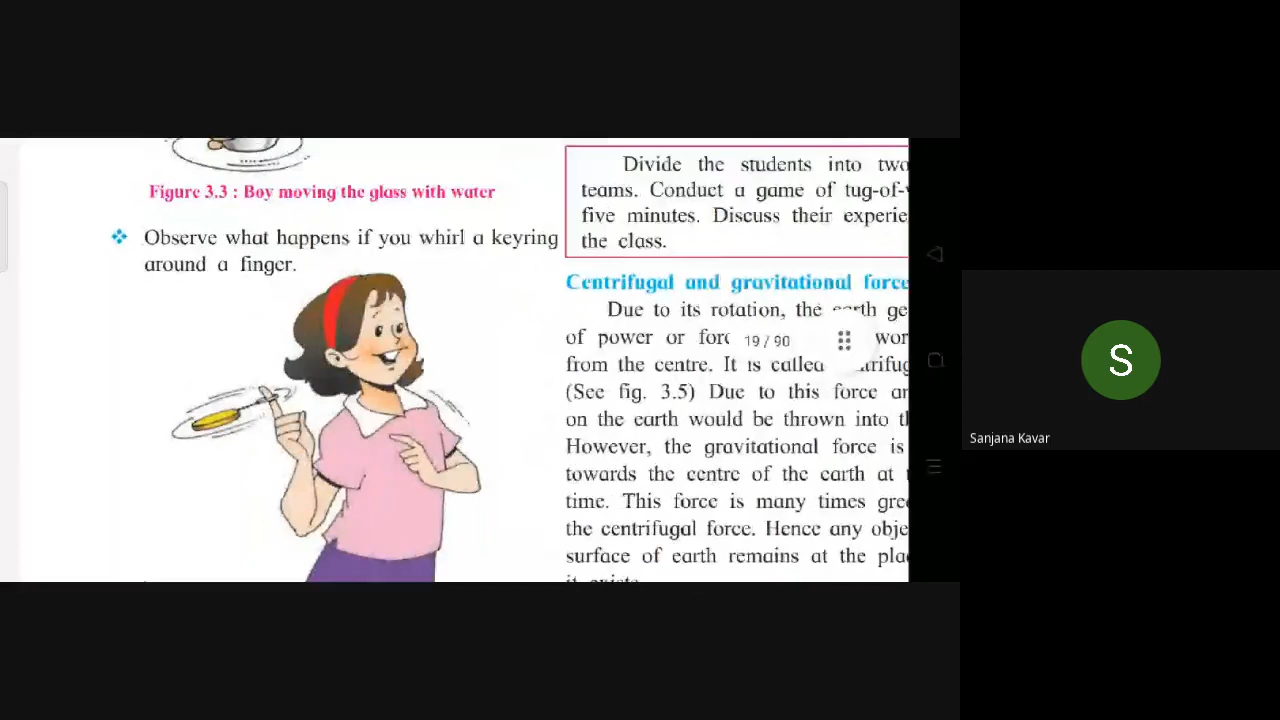 Figure 3.3 : Boy moving the glass with water
Observe what happens if you whirl a keyring
around a finger.
Divide the students into two
teams. Conduct a game of tug-of-
five minutes. Discuss their
the class.
Centrifugal and gravitational force
Due to its rotation, the earth
of power or 19 / 90
from the centre. It is called
(See fig. 3.5) Due to this force
on the earth would be thrown into
However, the gravitational force is
towards the centre of the earth at
time. This force is many times
the centrifugal force. Hence any
surface of earth remains at the
it exists
S
Sanjana Kavar